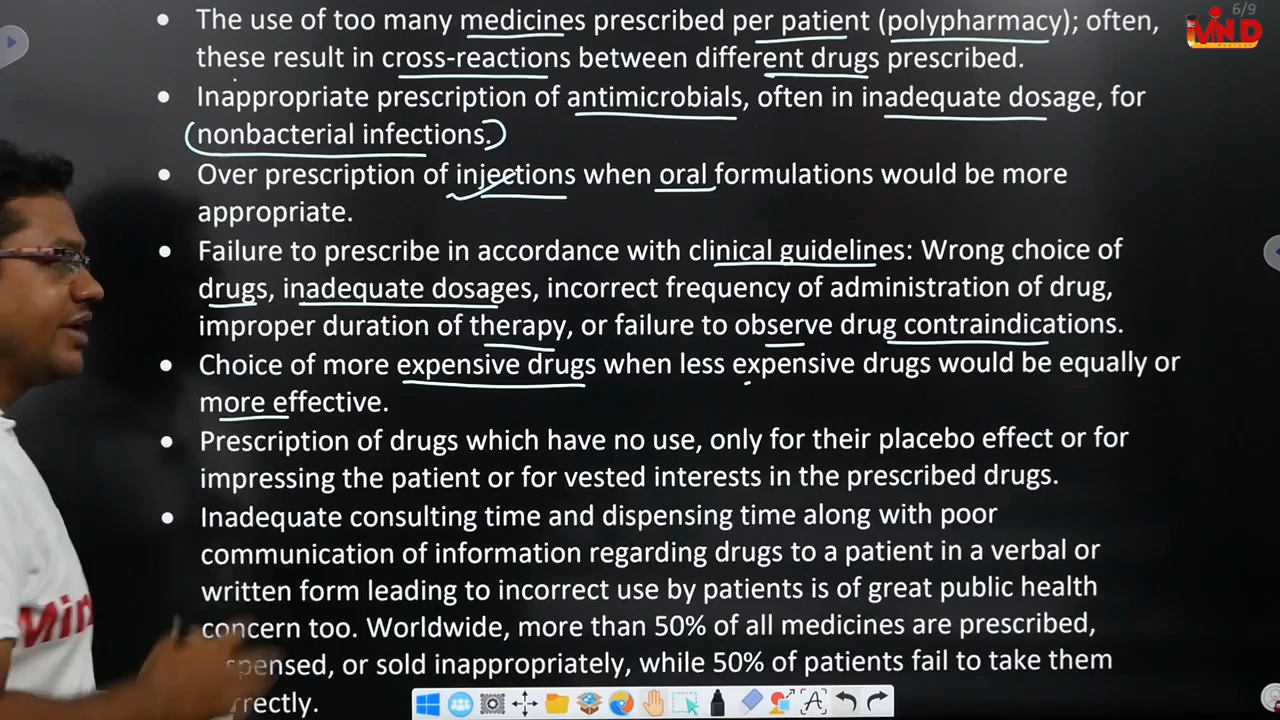 6/9
MIND
The use of too many medicines prescribed per patient (polypharmacy); often,
these result in cross-reactions between different drugs prescribed.
Inappropriate prescription of antimicrobials, often in inadequate dosage, for
nonbacterial infections.
Over prescription of injections when oral formulations would be more
appropriate.
Failure to prescribe in accordance with clinical guidelines: Wrong choice of
drugs, inadequate dosages, incorrect frequency of administration of drug,
improper duration of therapy, or failure to observe drug contraindications.
Choice of more expensive drugs when less expensive drugs would be equally or
more effective.
Prescription of drugs which have no use, only for their placebo effect or for
impressing the patient or for vested interests in the prescribed drugs.
Inadequate consulting time and dispensing time along with poor
communication of information regarding drugs to a patient in a verbal or
written form leading to incorrect use by patients is of great public health
concern too. Worldwide, more than 50% of all medicines are prescribed,
spensed, or sold inappropriately, while 50% of patients fail to take them
rrectly.
Min